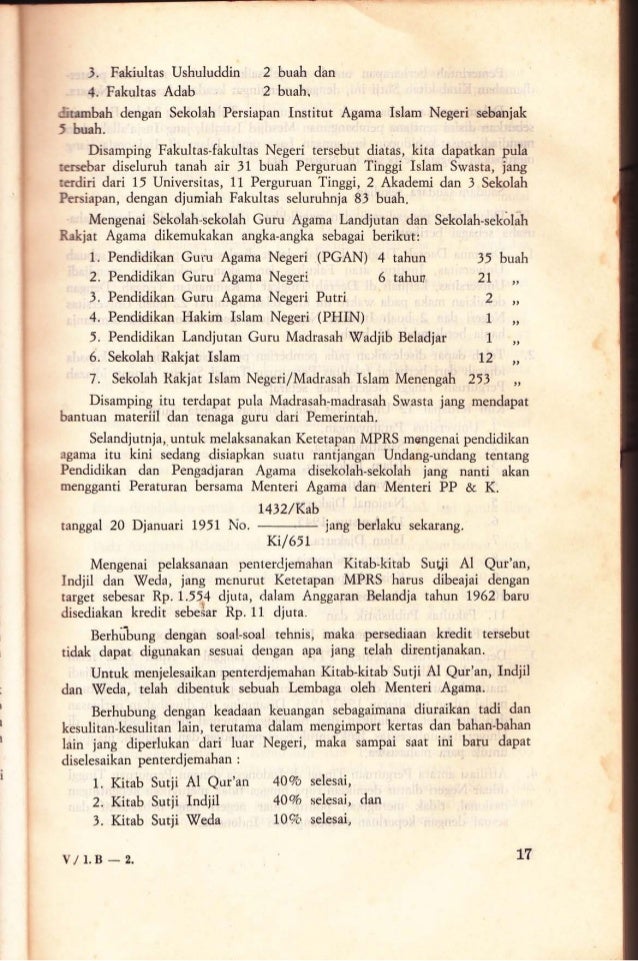 3. Fakiultas Ushuluddin 2 buah dan
4. Fakultas Adab 2 buah,
ditambah dengan Sekolah Persiapan Institut Agama Islam Negeri sebanjak
5 buah.
Disamping Fakultas-fakultas Negeri tersebut diatas, kita dapatkan pula
tersebar diseluruh tanah air 31 buah Perguruan Tinggi Islam Swasta, jang
terdiri dari 15 Universitas, 11 Perguruan Tinggi, 2 Akademi dan 3 Sekolah
Persiapan, dengan djumiah Fakultas seluruhnja 83 buah.
Mengenai Sekolah-sekolah Guru Agama Landjutan dan Sekolah-sekolah
Rakjat Agama dikemukakan angka-angka sebagai berikut:
1. Pendidikan Guru Agama Negeri (PGAN) 4 tahun 35 buah
2. Pendidikan Guru Agama Negeri 6 tahun 21 „
3. Pendidikan Guru Agama Negeri Putri 2 „
4. Pendidikan Hakim Islam Negeri (PHIN) 1 „
5. Pendidikan Landjutan Guru Madrasah Wadjib Beladjar 1 „
6. Sekolah Rakjat Islam 12 „
7. Sekolah Rakjat Islam Negeri/Madrasah Islam Menengah 253 „
Disamping itu terdapat pula Madrasah-madrasah Swasta jang mendapat
bantuan materiil dan tenaga guru dari Pemerintah.
Selandjutnja, untuk melaksanakan Ketetapan MPRS mengenai pendidikan
agama itu kini sedang disiapkan suatu rantjangan Undang-undang tentang
Pendidikan dan Pengadjaran Agama disekolah-sekolah jang nanti akan
mengganti Peraturan bersama Menteri Agama dan Menteri PP & K.
1432/Kab
tanggal 20 Djanuari 1951 No. ——— jang berlaku sekarang.
Ki/651
Mengenai pelaksanaan penterdjemahan Kitab-kitab Sutji Al Qur'an,
Indjil dan Weda, jang menurut Ketetapan MPRS harus dibeajai dengan
target sebesar Rp. 1.554 djuta, dalam Anggaran Belandja tahun 1962 baru
disediakan kredit sebesar Rp. 11 djuta.
Berhubung dengan soal-soal tehnis, maka persediaan kredit tersebut
tidak dapat digunakan sesuai dengan apa jang telah direntjanakan.
Untuk menjelesaikan penterdjemahan Kitab-kitab Sutji Al Qur'an, Indjil
dan Weda, telah dibentuk sebuah Lembaga oleh Menteri Agama.
Berhubung dengan keadaan keuangan sebagaimana diuraikan tadi dan
kesulitan-kesulitan lain, terutama dalam mengimport kertas dan bahan-bahan
lain jang diperlukan dari luar Negeri, maka sampai saat ini baru dapat
diselesaikan penterdjemahan :
1. Kitab Sutji Al Qur'an 40% selesai,
2. Kitab Sutji Indjil 40% selesai, dan
3. Kitab Sutji Weda 10% selesai,
V / 1. B — 2. 17